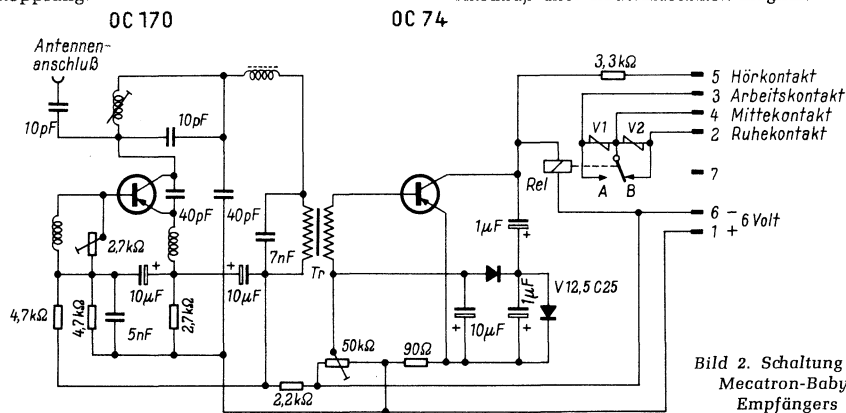 OC 170
OC 74
Antennen-
anschluß
10pF
10pF
40pF
40pF
2,7kΩ
10µF
10µF
7nF
Tr
4,7kΩ
4,7kΩ
5nF
2,7kΩ
2,2kΩ
50kΩ
90Ω
1µF
10µF
1µF
V12,5 C25
Rel
3,3kΩ
V1
V2
A
B
5 Hörkontakt
3 Arbeitskontakt
4 Mittekontakt
2 Ruhekontakt
7
6 –
6 Volt
1 +
Bild 2. Schaltung
Mecatron-Baby
Empfängers